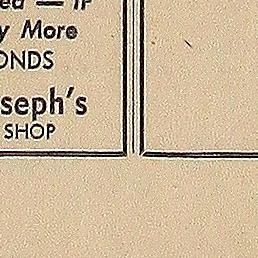 ed — IF
y More
ONDS
seph's
SHOP